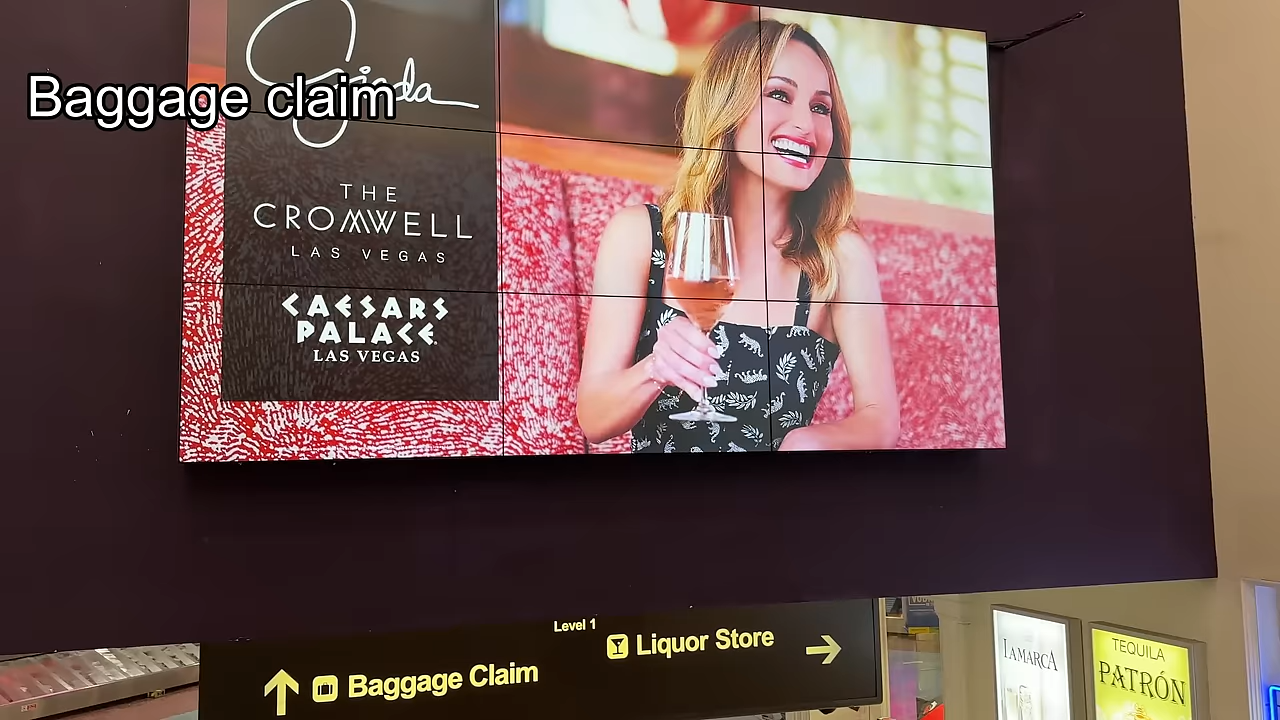 Baggage claim
Giada
THE
CROMWELL
LAS VEGAS
CAESARS
PALACE
LAS VEGAS
Level 1
Liquor Store
Baggage Claim
LAMARCA
TEQUILA
PATRÓN